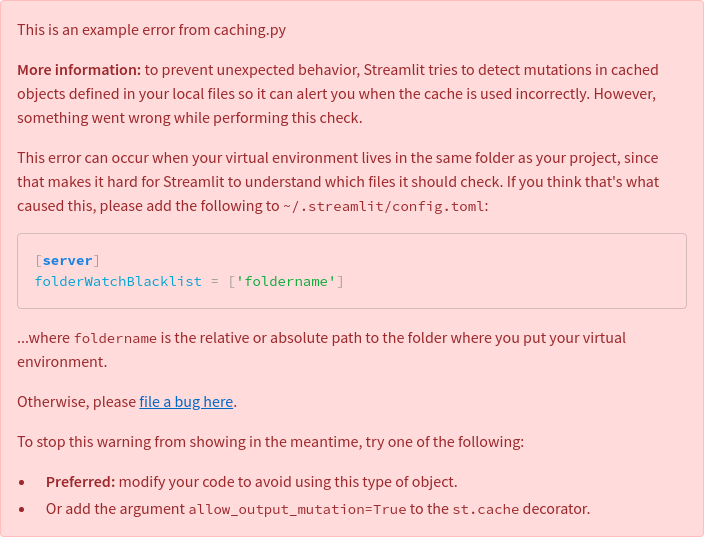 This is an example error from caching.py
More information: to prevent unexpected behavior, Streamlit tries to detect mutations in cached
objects defined in your local files so it can alert you when the cache is used incorrectly. However,
something went wrong while performing this check.
This error can occur when your virtual environment lives in the same folder as your project, since
that makes it hard for Streamlit to understand which files it should check. If you think that's what
caused this, please add the following to ~/.streamlit/config.toml:
[server]
folderWatchBlacklist = ['foldername']
...where foldername is the relative or absolute path to the folder where you put your virtual
environment.
Otherwise, please file a bug here.
To stop this warning from showing in the meantime, try one of the following:
• Preferred: modify your code to avoid using this type of object.
• Or add the argument allow_output_mutation=True to the st.cache decorator.